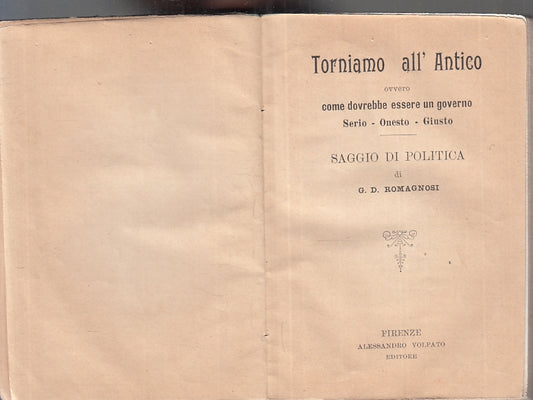 Torniamo all' Antico
ovvero
come dovrebbe essere un governo
Serio - Onesto - Giusto
SAGGIO DI POLITICA
di
G. D. ROMAGNOSI
FIRENZE
ALESSANDRO VOLPATO
EDITORE